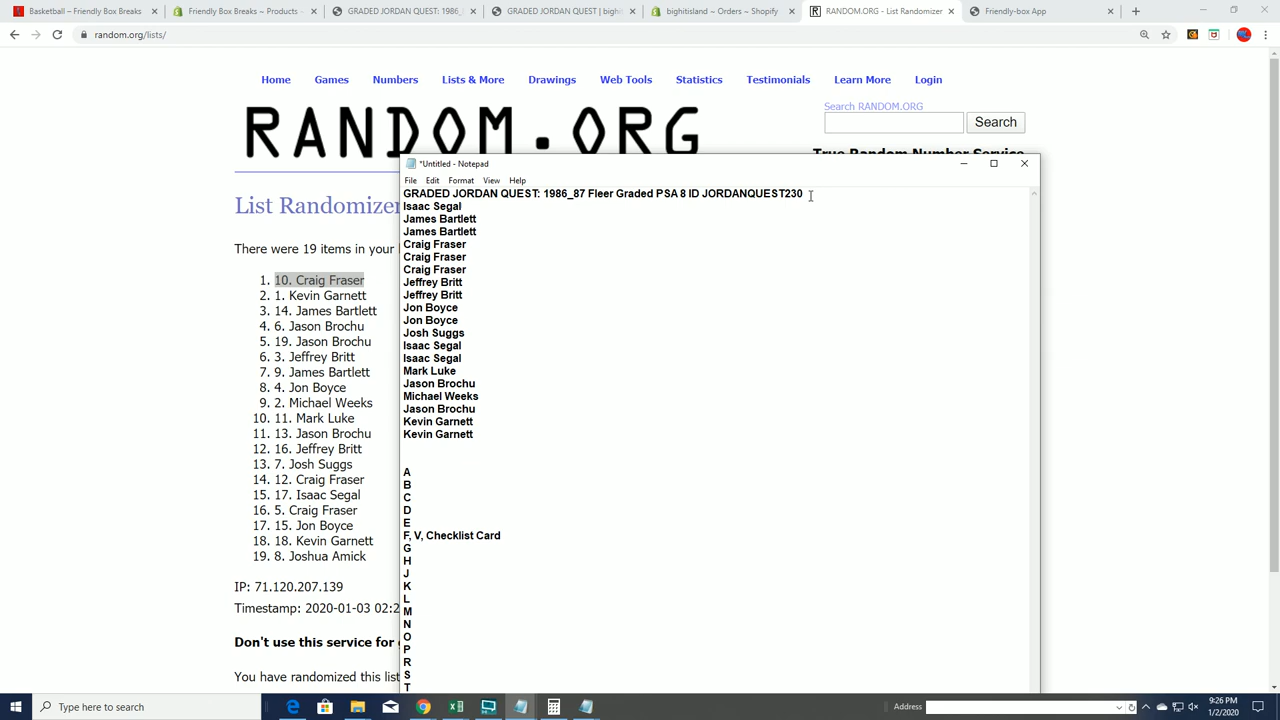 Basketball – Friendly Box Breaks
Friendly Box Breaks ~ Products ~
GRADED JORDAN QUEST: 1986_
GRADED JORDAN QUEST | bighit
bighitisland ~ Orders ~ Shopify
RANDOM.ORG - List Randomizer
Friendly-box App
random.org/lists/
Home
Games
Numbers
Lists & More
Drawings
Web Tools
Statistics
Testimonials
Learn More
Login
RANDOM.ORG
Search RANDOM.ORG
Search
True Random Number Service
List Randomizer
There were 19 items in your
1. 10. Craig Fraser
2. 1. Kevin Garnett
3. 14. James Bartlett
4. 6. Jason Brochu
5. 19. Jason Brochu
6. 3. Jeffrey Britt
7. 9. James Bartlett
8. 4. Jon Boyce
9. 2. Michael Weeks
10. 11. Mark Luke
11. 13. Jason Brochu
12. 16. Jeffrey Britt
13. 7. Josh Suggs
14. 12. Craig Fraser
15. 17. Isaac Segal
16. 5. Craig Fraser
17. 15. Jon Boyce
18. 18. Kevin Garnett
19. 8. Joshua Amick
IP: 71.120.207.139
Timestamp: 2020-01-03 02:2
Don't use this service for
You have randomized this list
*Untitled - Notepad
File Edit Format View Help
GRADED JORDAN QUEST: 1986_87 Fleer Graded PSA 8 ID JORDANQUEST230
Isaac Segal
James Bartlett
James Bartlett
Craig Fraser
Craig Fraser
Craig Fraser
Jeffrey Britt
Jeffrey Britt
Jon Boyce
Jon Boyce
Josh Suggs
Isaac Segal
Isaac Segal
Mark Luke
Jason Brochu
Michael Weeks
Jason Brochu
Kevin Garnett
Kevin Garnett
A
B
C
D
E
F, V, Checklist Card
G
H
J
K
L
M
N
O
P
R
S
T
Type here to search
Address
9:26 PM
1/2/2020